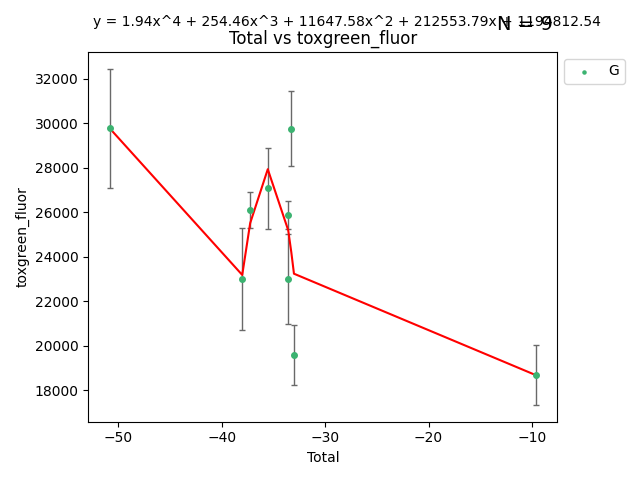 y = 1.94x^4 + 254.46x^3 + 11647.58x^2 + 212553.79x + 1194812.54
N = 9
Total vs toxgreen_fluor
G
32000
30000
28000
26000
24000
22000
20000
18000
toxgreen_fluor
−50
−40
−30
−20
−10
Total